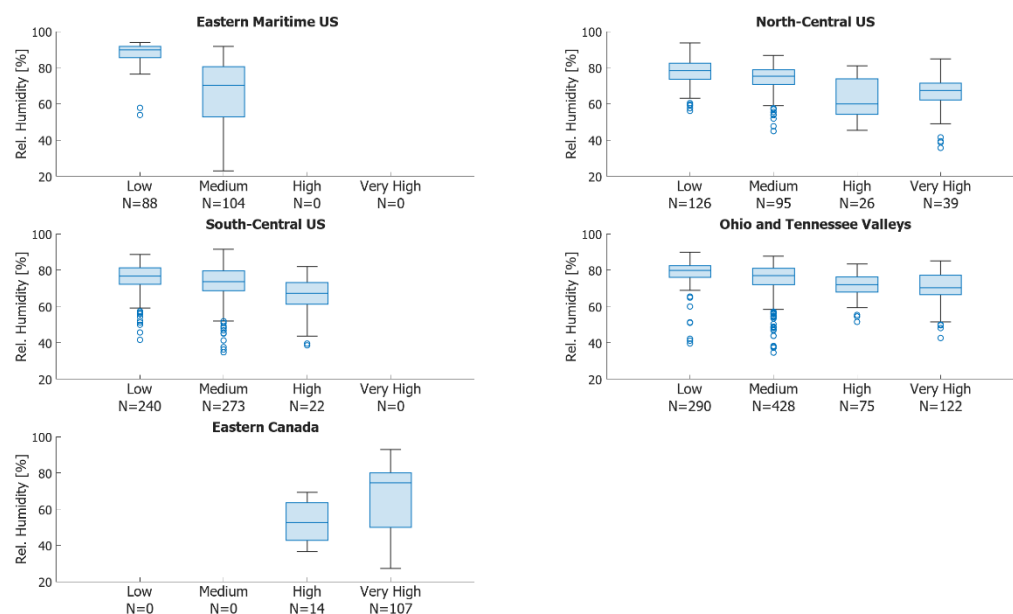 Eastern Maritime US
Rel. Humidity [%]
100
80
60
40
20
Low Medium High Very High
N=88 N=104 N=0 N=0
North-Central US
Rel. Humidity [%]
100
80
60
40
20
Low Medium High Very High
N=126 N=95 N=26 N=39
South-Central US
Rel. Humidity [%]
100
80
60
40
20
Low Medium High Very High
N=240 N=273 N=22 N=0
Ohio and Tennessee Valleys
Rel. Humidity [%]
100
80
60
40
20
Low Medium High Very High
N=290 N=428 N=75 N=122
Eastern Canada
Rel. Humidity [%]
100
80
60
40
20
Low Medium High Very High
N=0 N=0 N=14 N=107